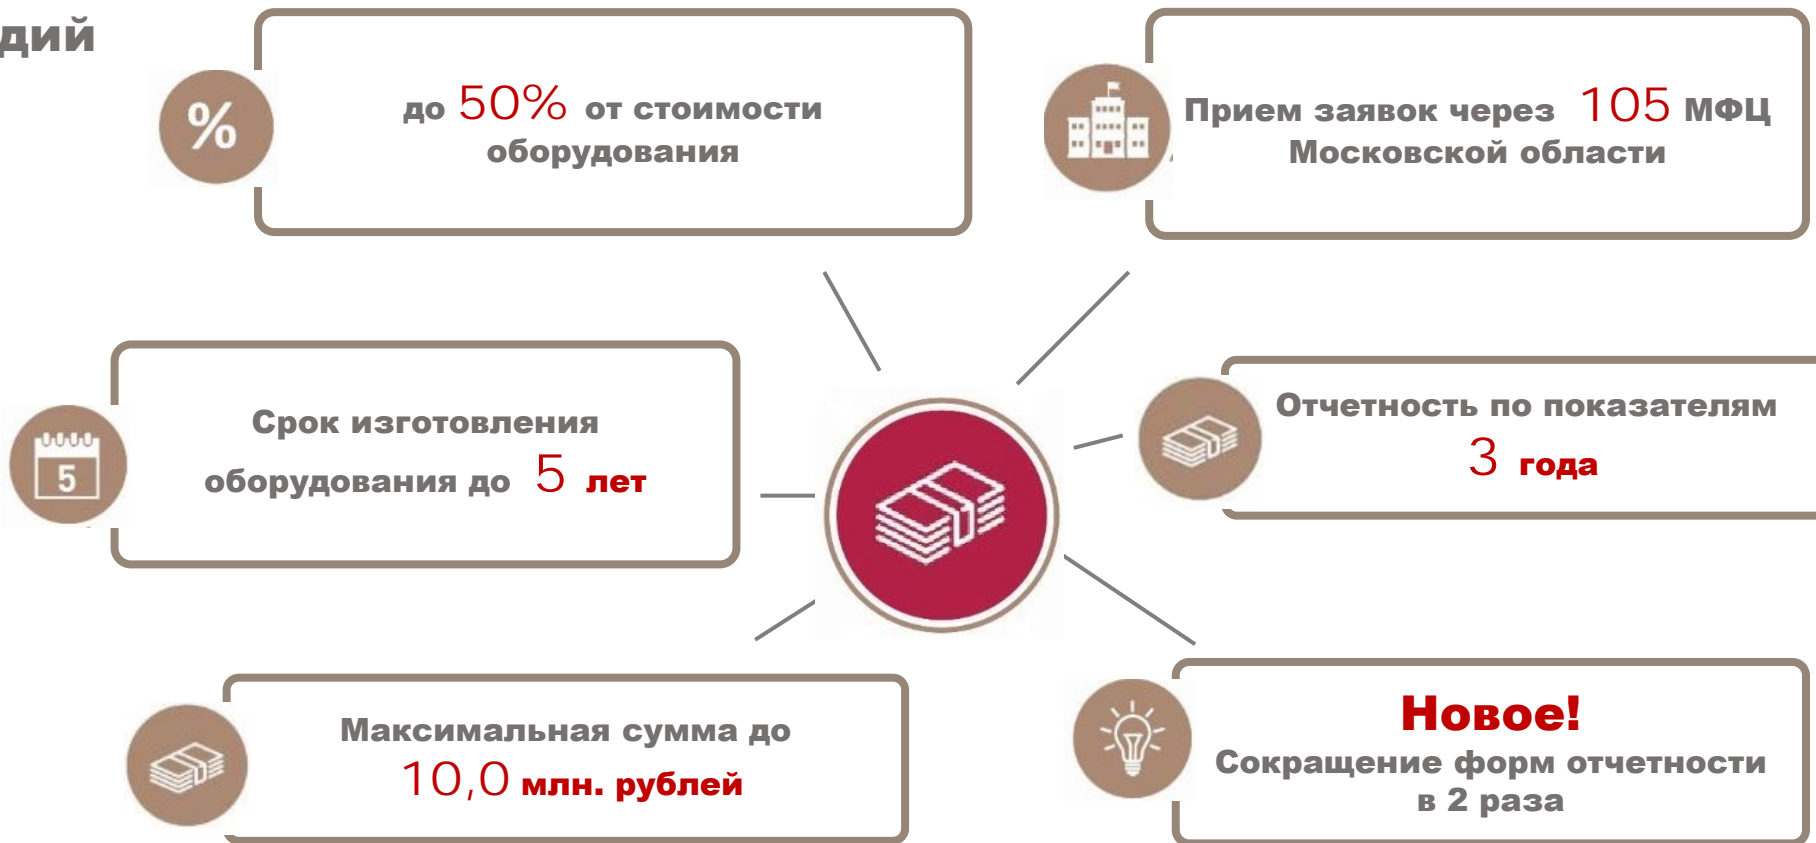 дий
%
до 50% от стоимости
оборудования
Прием заявок через 105 МФЦ
Московской области
5
Срок изготовления
оборудования до 5 лет
Отчетность по показателям
3 года
Максимальная сумма до
10,0 млн. рублей
Новое!
Сокращение форм отчетности
в 2 раза